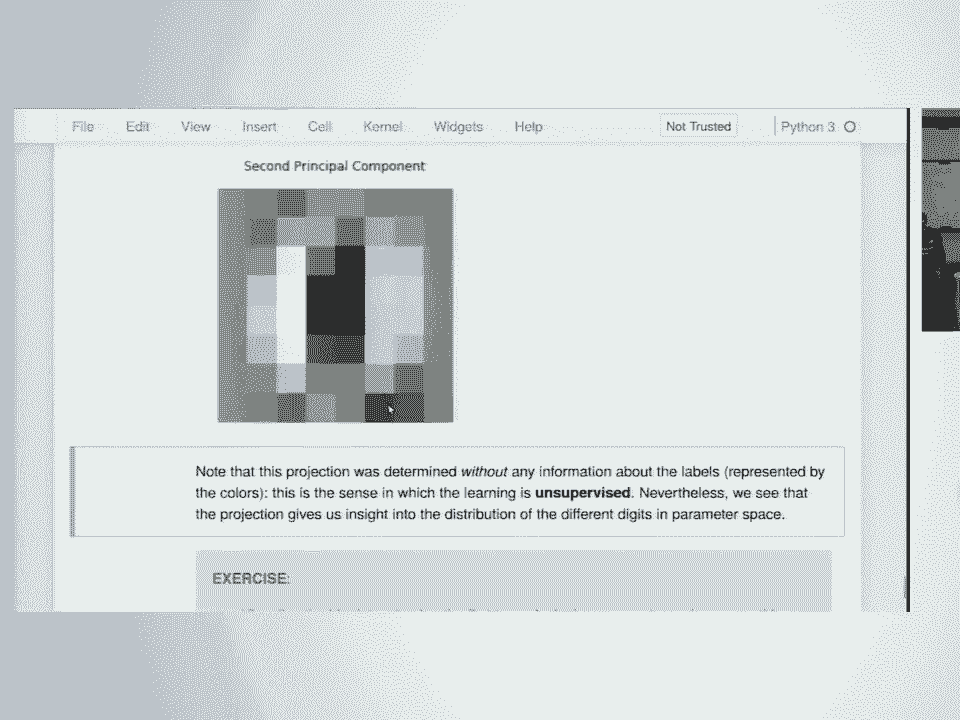 File Edit View Insert Cell Kernel Widgets Help Not Trusted Python 3
Second Principal Component
Note that this projection was determined without any information about the labels (represented by
the colors): this is the sense in which the learning is unsupervised. Nevertheless, we see that
the projection gives us insight into the distribution of the different digits in parameter space.
EXERCISE: